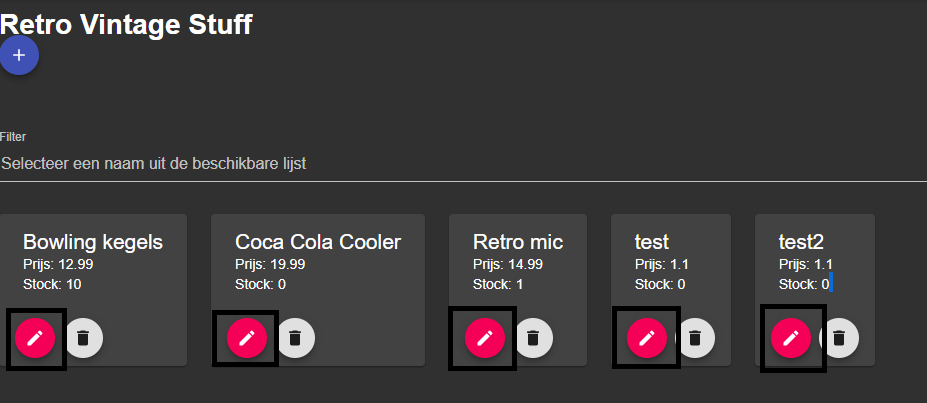 Retro Vintage Stuff
+
Filter
Selecteer een naam uit de beschikbare lijst
Bowling kegels
Prijs: 12.99
Stock: 10
Coca Cola Cooler
Prijs: 19.99
Stock: 0
Retro mic
Prijs: 14.99
Stock: 1
test
Prijs: 1.1
Stock: 0
test2
Prijs: 1.1
Stock: 0